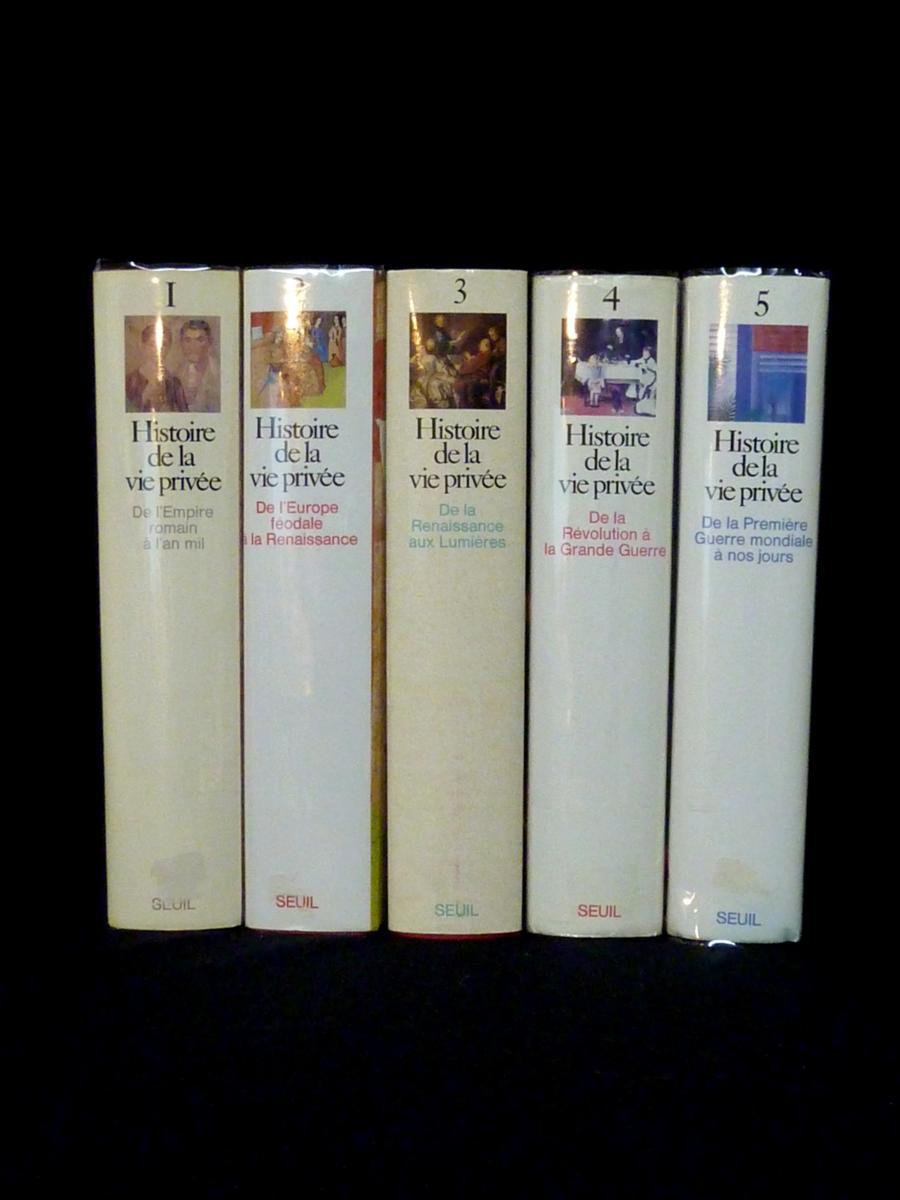 I
Histoire
de la
vie privée
De l'Empire
romain
à l'an mil
SEUIL
2
Histoire
de la
vie privée
De l'Europe
féodale
à la Renaissance
SEUIL
3
Histoire
de la
vie privée
De la
Renaissance
aux Lumières
SEUIL
4
Histoire
de la
vie privée
De la
Révolution à
la Grande Guerre
SEUIL
5
Histoire
de la
vie privée
De la Première
Guerre mondiale
à nos jours
SEUIL